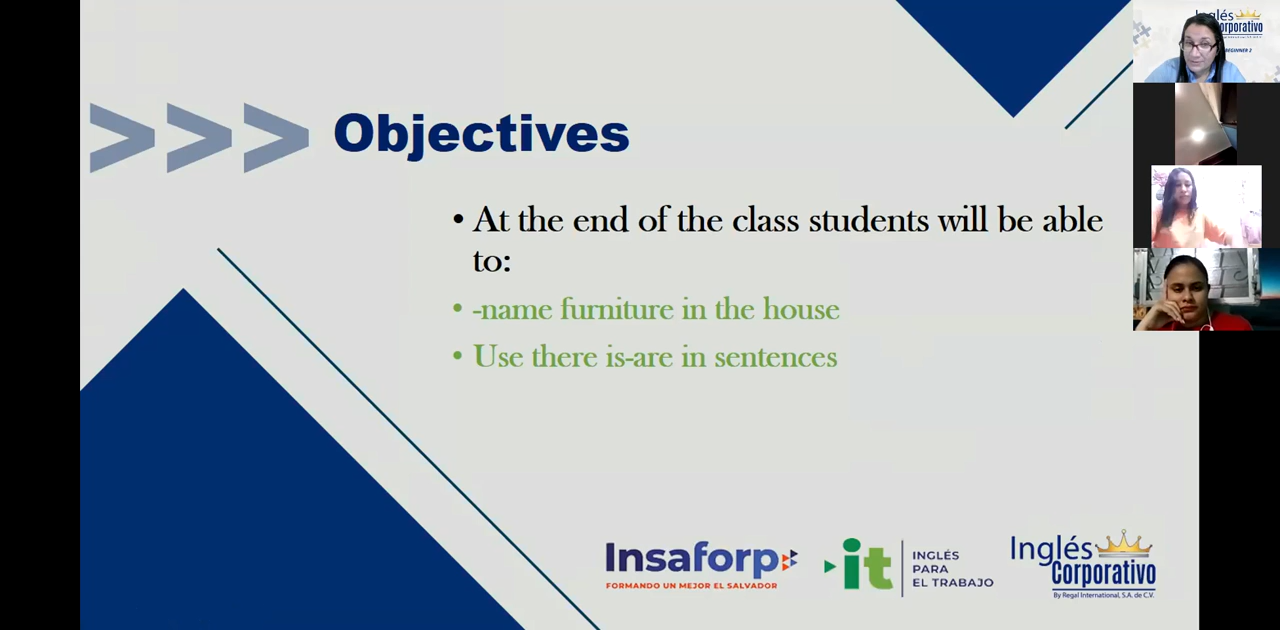 >>> Objectives
• At the end of the class students will be able
to:
• -name furniture in the house
• Use there is-are in sentences
Insaforp
FORMANDO UN MEJOR EL SALVADOR
it
INGLÉS
PARA
EL TRABAJO
Inglés
Corporativo
By Regal International, S.A. de C.V.
Inglés
Corporativo
BEGINNER 2